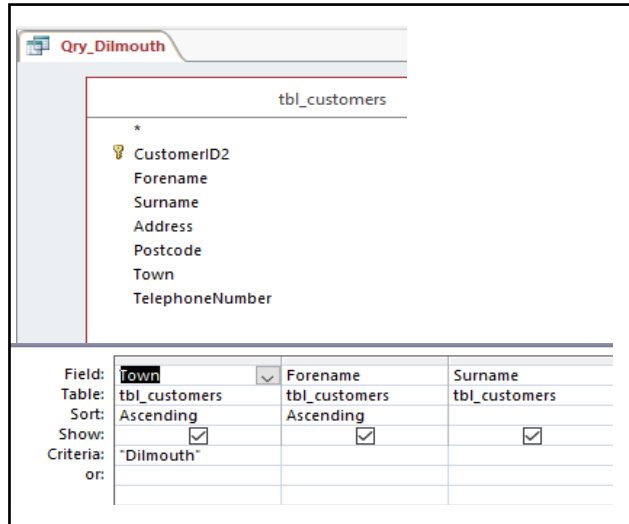 Qry_Dilmouth
tbl_customers
*
CustomerID2
Forename
Surname
Address
Postcode
Town
TelephoneNumber
Field: Town Forename Surname
Table: tbl_customers tbl_customers tbl_customers
Sort: Ascending Ascending
Show:
Criteria: "Dilmouth"
or: